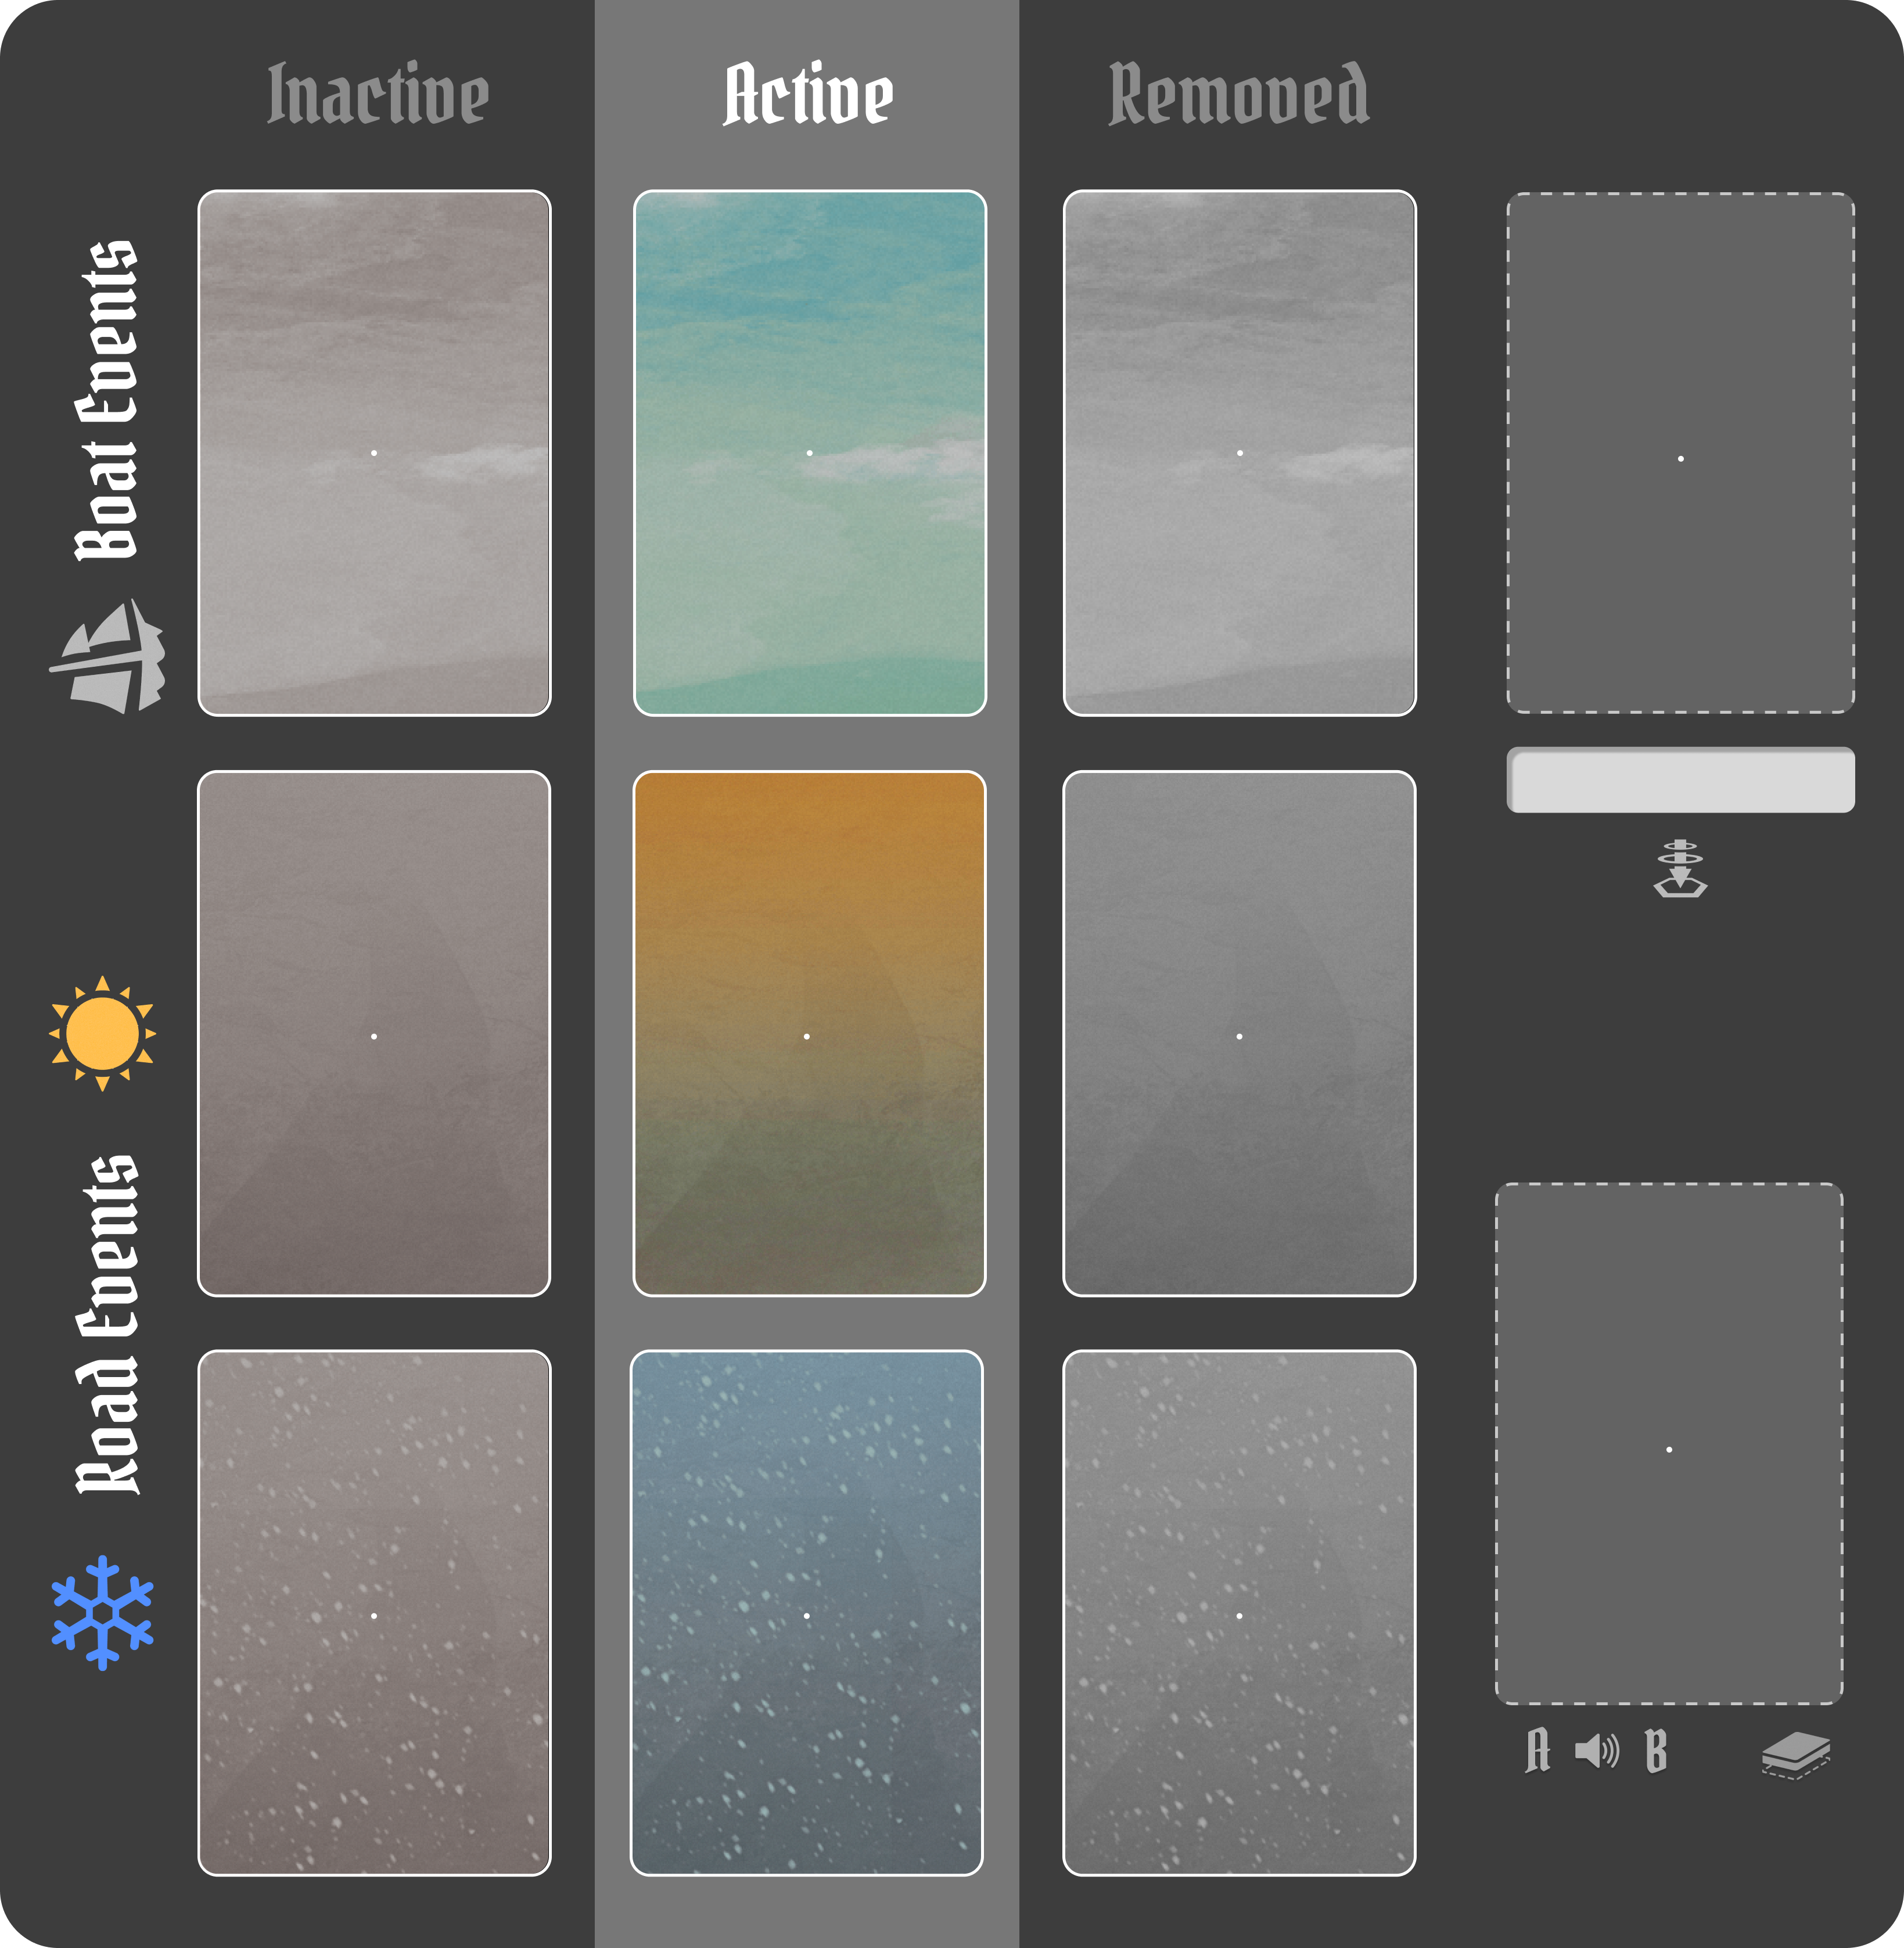 Inactive
Active
Removed
Boat Events
Road Events
A
B